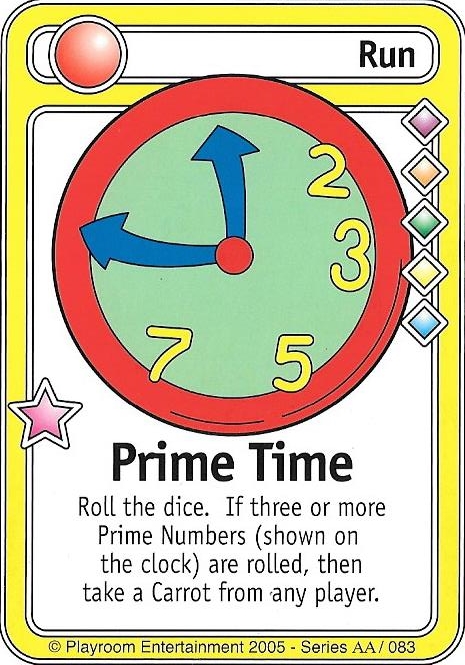 Run
2
3
5
7
Prime Time
Roll the dice. If three or more
Prime Numbers (shown on
the clock) are rolled, then
take a Carrot from any player.
© Playroom Entertainment 2005 - Series AA / 083